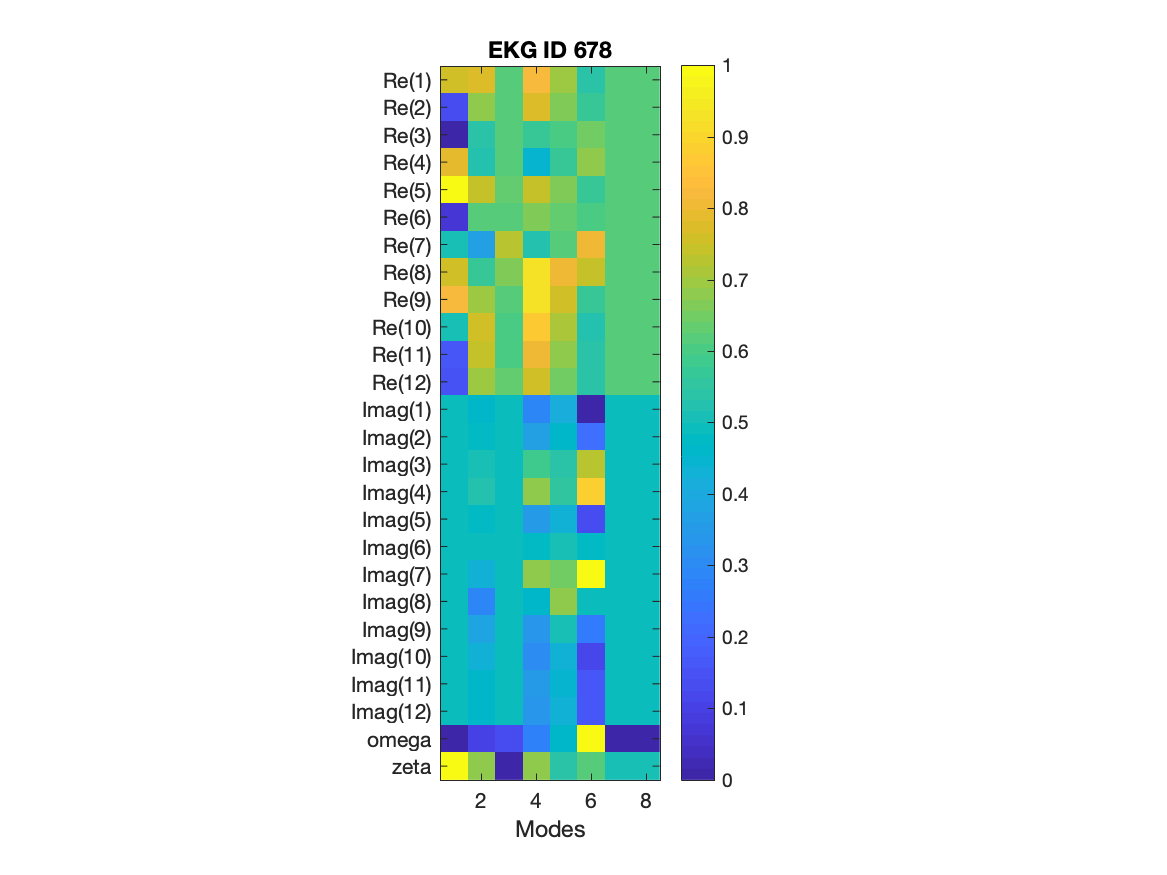 EKG ID 678
Re(1)
Re(2)
Re(3)
Re(4)
Re(5)
Re(6)
Re(7)
Re(8)
Re(9)
Re(10)
Re(11)
Re(12)
Imag(1)
Imag(2)
Imag(3)
Imag(4)
Imag(5)
Imag(6)
Imag(7)
Imag(8)
Imag(9)
Imag(10)
Imag(11)
Imag(12)
omega
zeta
2 4 6 8
Modes
1
0.9
0.8
0.7
0.6
0.5
0.4
0.3
0.2
0.1
0